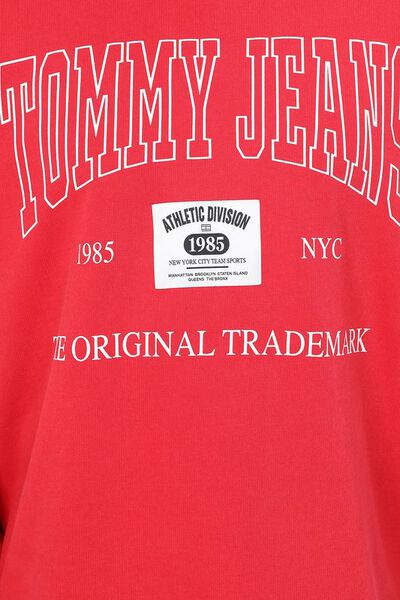 TOMMY JEANS
ATHLETIC DIVISION
1985 1985 NYC
NEW YORK CITY TEAM SPORTS
MANHATTAN BROOKLYN STATEN ISLAND
QUEENS THE BRONX
THE ORIGINAL TRADEMARK